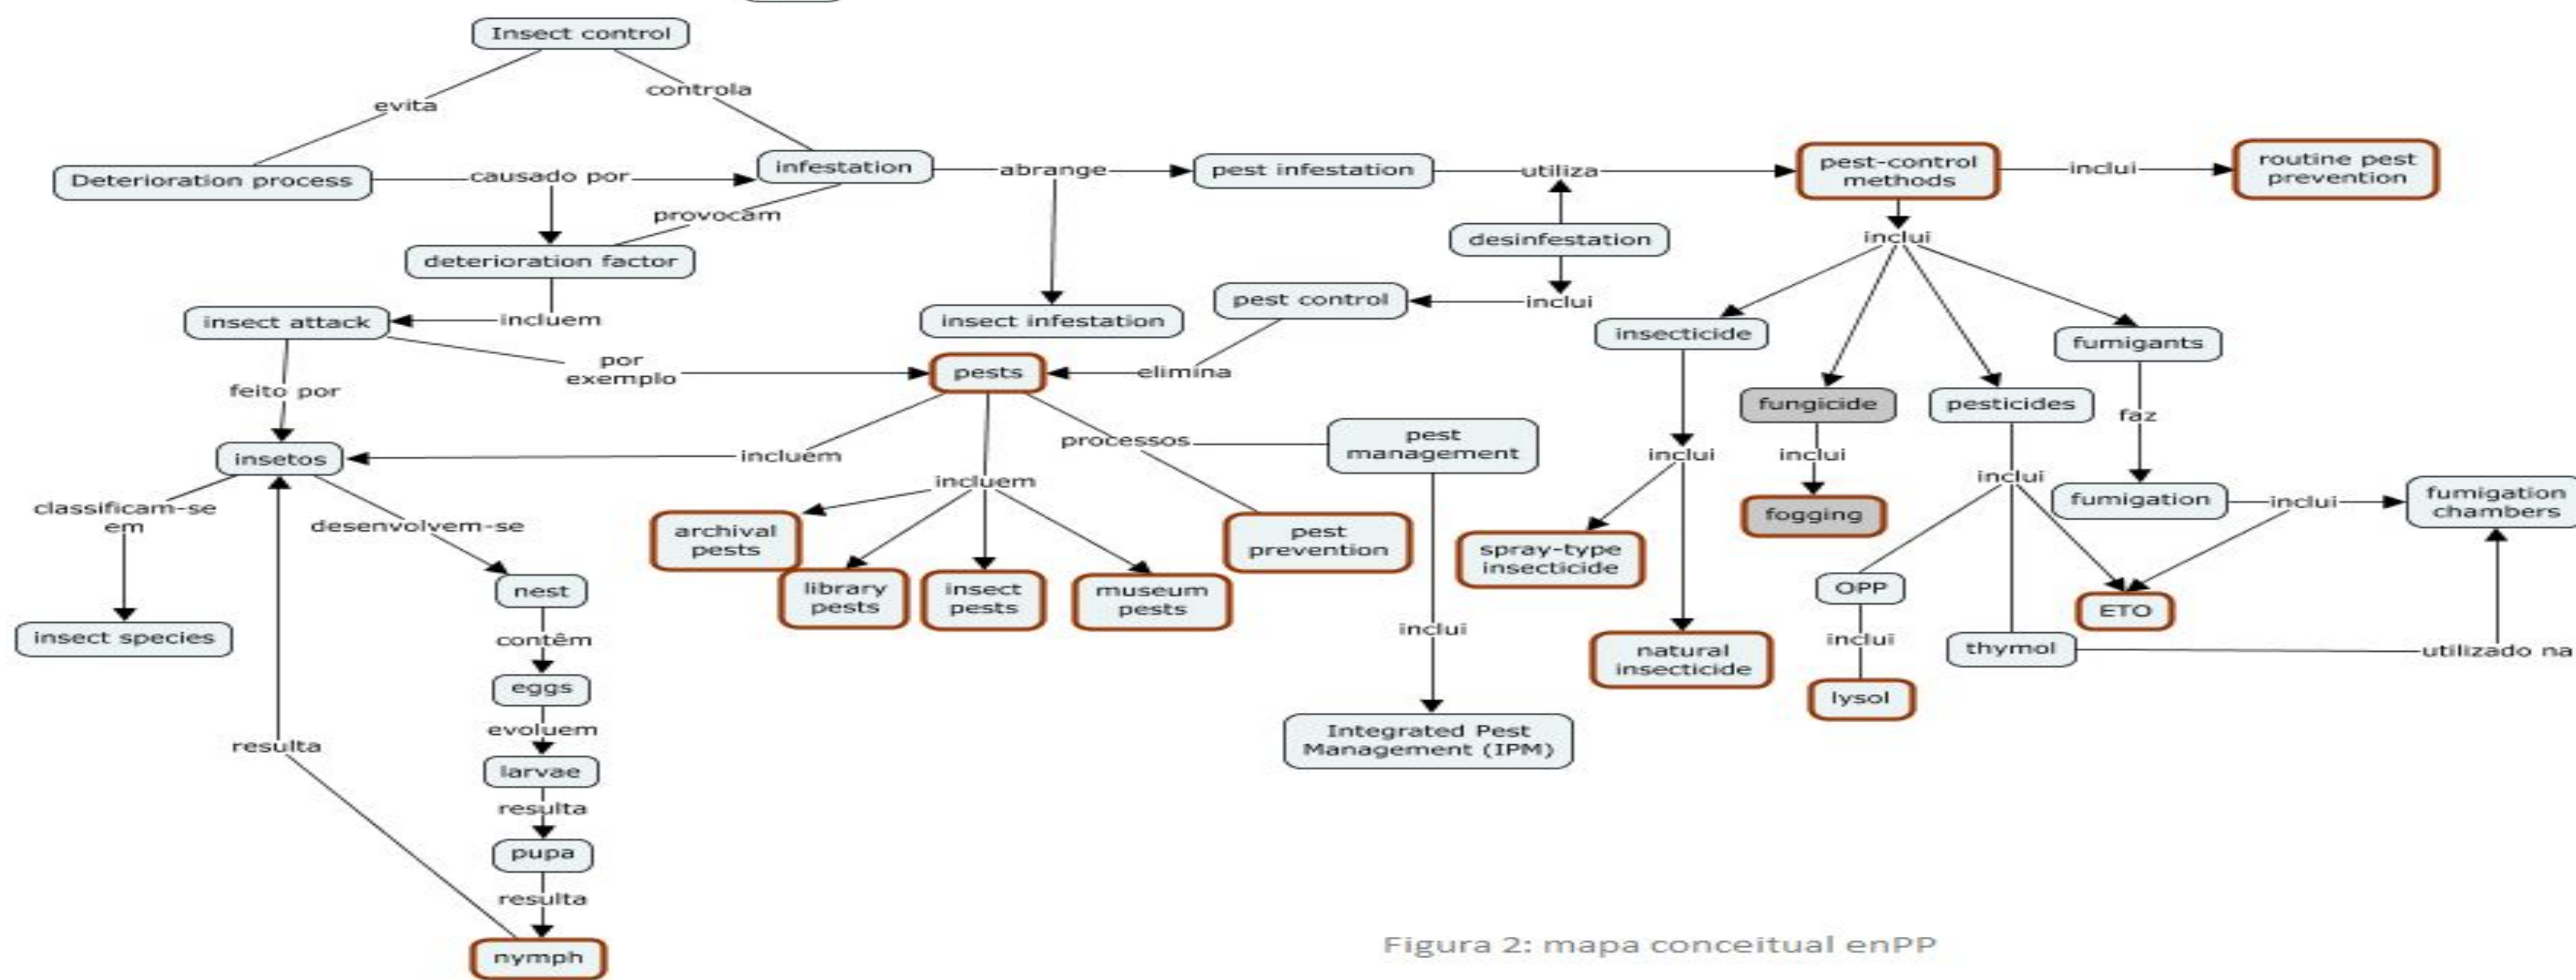 Insect control
evita
controla
Deterioration process
causado por
infestation
abrange
pest infestation
utiliza
pest-control
methods
inclui
routine pest
prevention
provocam
deterioration factor
desinfestation
inclui
incluem
insect attack
insect infestation
pest control
inclui
insecticide
fumigants
por
exemplo
pests
elimina
feito por
fungicide
pesticides
faz
processos
pest
management
insetos
incluem
inclui
inclui
inclui
incluem
classificam-se
em
desenvolvem-se
archival
pests
pest
prevention
fogging
fumigation
inclui
fumigation
chambers
spray-type
insecticide
nest
library
pests
insect
pests
museum
pests
OPP
ETO
insect species
contêm
inclui
inclui
thymol
utilizado na
natural
insecticide
eggs
lysol
evoluem
resulta
Integrated Pest
Management (IPM)
larvae
resulta
pupa
resulta
nymph
Figura 2: mapa conceitual enPP